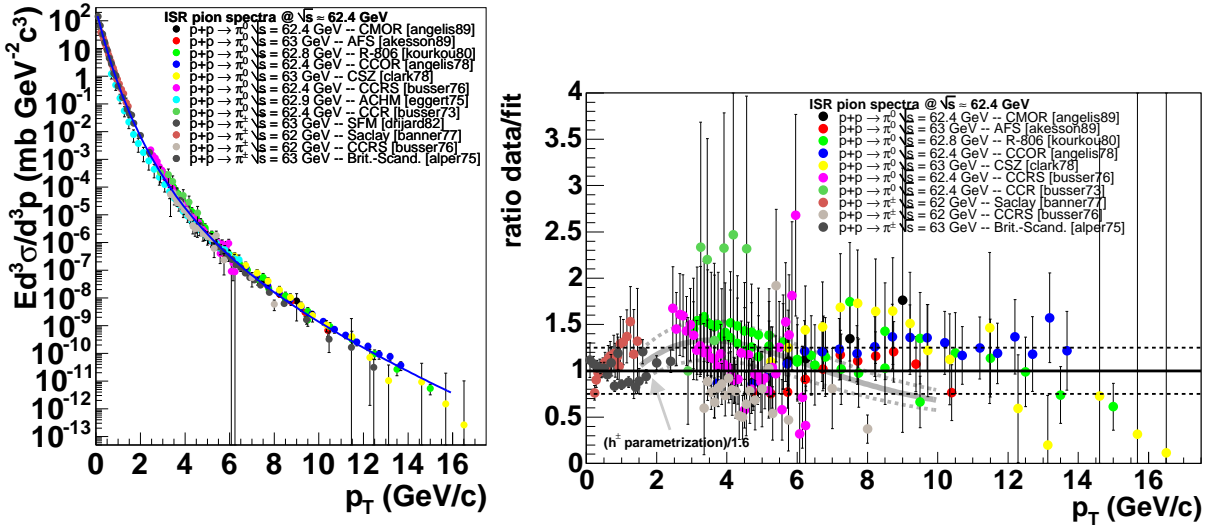 ISR pion spectra @ √s ≈ 62.4 GeV
p+p → π⁰ √s = 62.4 GeV -- CMOR [angelis89]
p+p → π⁰ √s = 63 GeV -- AFS [akesson89]
p+p → π⁰ √s = 62.8 GeV -- R-806 [kourkou80]
p+p → π⁰ √s = 62.4 GeV -- CCOR [angelis78]
p+p → π⁰ √s = 63 GeV -- CSZ [clark78]
p+p → π⁰ √s = 62.4 GeV -- CCRS [busser76]
p+p → π⁰ √s = 62.9 GeV -- ACHM [eggert75]
p+p → π⁰ √s = 62.4 GeV -- CCR [busser73]
p+p → π± √s = 63 GeV -- SFM [drijard82]
p+p → π± √s = 62 GeV -- Saclay [banner77]
p+p → π± √s = 62 GeV -- CCRS [busser76]
p+p → π± √s = 63 GeV -- Brit.-Scand. [alper75]
Ed³σ/d³p (mb GeV⁻²c³)
10²
10
1
10⁻¹
10⁻²
10⁻³
10⁻⁴
10⁻⁵
10⁻⁶
10⁻⁷
10⁻⁸
10⁻⁹
10⁻¹⁰
10⁻¹¹
10⁻¹²
10⁻¹³
0 2 4 6 8 10 12 14 16
p_T (GeV/c)
ISR pion spectra @ √s ≈ 62.4 GeV
p+p → π⁰ √s = 62.4 GeV -- CMOR [angelis89]
p+p → π⁰ √s = 63 GeV -- AFS [akesson89]
p+p → π⁰ √s = 62.8 GeV -- R-806 [kourkou80]
p+p → π⁰ √s = 62.4 GeV -- CCOR [angelis78]
p+p → π⁰ √s = 63 GeV -- CSZ [clark78]
p+p → π⁰ √s = 62.4 GeV -- CCRS [busser76]
p+p → π⁰ √s = 62.4 GeV -- CCR [busser73]
p+p → π± √s = 62 GeV -- Saclay [banner77]
p+p → π± √s = 62 GeV -- CCRS [busser76]
p+p → π± √s = 63 GeV -- Brit.-Scand. [alper75]
ratio data/fit
4
3.5
3
2.5
2
1.5
1
0.5
0
(h± parametrization)/1.6
0 2 4 6 8 10 12 14 16
p_T (GeV/c)